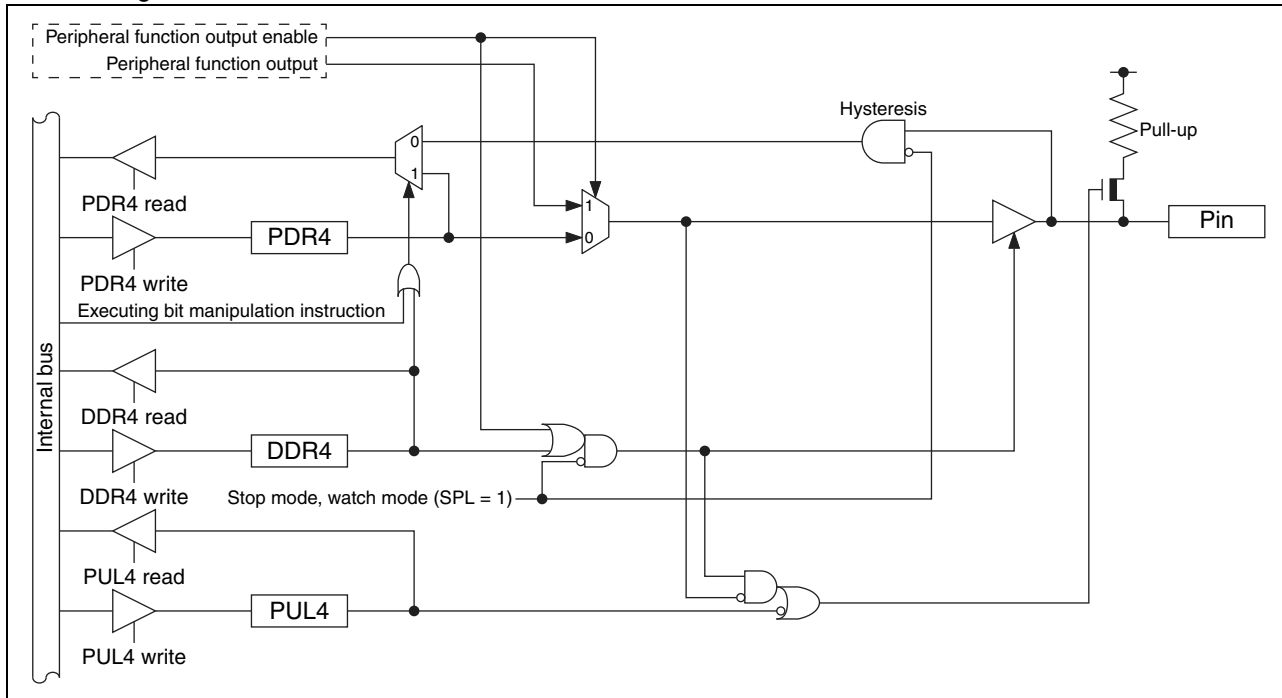 Peripheral function output enable
Peripheral function output
Hysteresis
Pull-up
0
1
PDR4 read
1
0
PDR4
Pin
PDR4 write
Executing bit manipulation instruction
Internal bus
DDR4 read
DDR4
DDR4 write
Stop mode, watch mode (SPL = 1)
PUL4 read
PUL4
PUL4 write